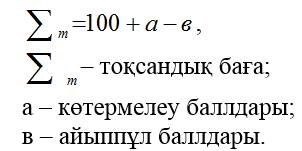 ∑ т=100 + а – в ,
∑ т – тоқсандық баға;
а – көтермелеу баллдары;
в – айыппұл баллдары.